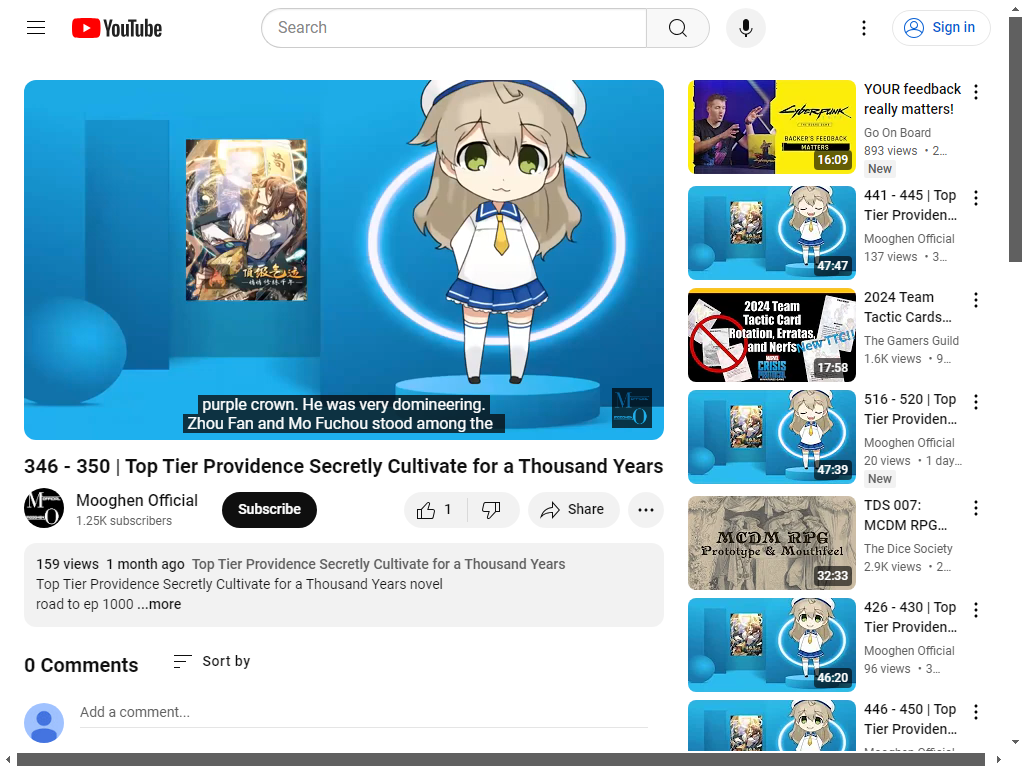 YouTube
Search
Sign in
purple crown. He was very domineering.
Zhou Fan and Mo Fuchou stood among the
346 - 350 | Top Tier Providence Secretly Cultivate for a Thousand Years
Mooghen Official
1.25K subscribers
Subscribe
1
Share
159 views 1 month ago Top Tier Providence Secretly Cultivate for a Thousand Years
Top Tier Providence Secretly Cultivate for a Thousand Years novel
road to ep 1000 ...more
0 Comments
Sort by
Add a comment...
CYBERPUNK
BACKER'S FEEDBACK
MATTERS
16:09
YOUR feedback
really matters!
Go On Board
893 views • 2…
New
47:47
441 - 445 | Top
Tier Providen…
Mooghen Official
137 views • 3…
2024 Team
Tactic Card
Rotation, Erratas,
and Nerfs
New TTC!!
MARVEL
CRISIS
PROTOCOL
17:58
2024 Team
Tactic Cards…
The Gamers Guild
1.6K views • 9…
47:39
516 - 520 | Top
Tier Providen…
Mooghen Official
20 views • 1 day…
New
MCDM RPG
Prototype & Mouthfeel
32:33
TDS 007:
MCDM RPG…
The Dice Society
2.9K views • 2…
46:20
426 - 430 | Top
Tier Providen…
Mooghen Official
96 views • 3…
446 - 450 | Top
Tier Providen…
Mooghen Official